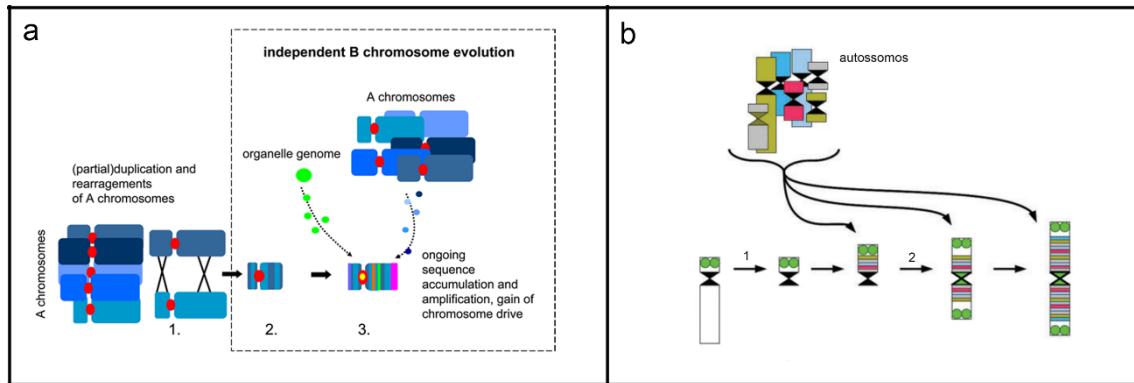 a
independent B chromosome evolution
A chromosomes
organelle genome
(partial)duplication and
rearragements
of A chromosomes
A chromosomes
ongoing
sequence
accumulation and
amplification, gain of
chromosome drive
1.
2.
3.
b
autossomos
1
2